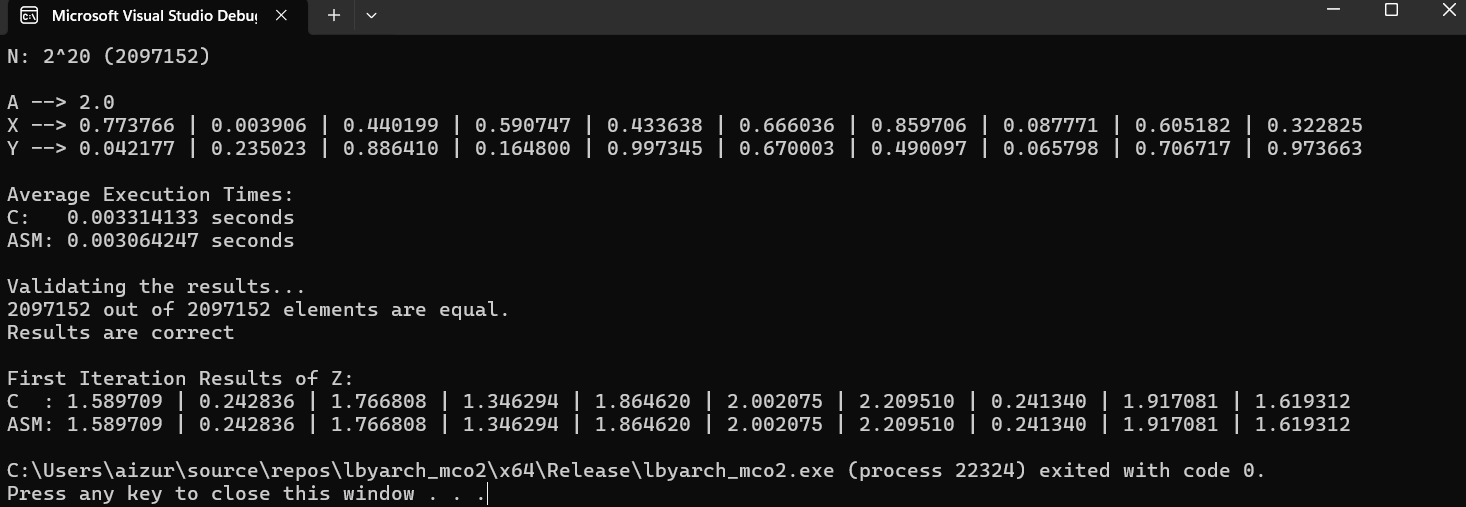 Microsoft Visual Studio Debug
N: 2^20 (2097152)
A --> 2.0
X --> 0.773766 | 0.003906 | 0.440199 | 0.590747 | 0.433638 | 0.666036 | 0.859706 | 0.087771 | 0.605182 | 0.322825
Y --> 0.042177 | 0.235023 | 0.886410 | 0.164800 | 0.997345 | 0.670003 | 0.490097 | 0.065798 | 0.706717 | 0.973663
Average Execution Times:
C:   0.003314133 seconds
ASM: 0.003064247 seconds
Validating the results...
2097152 out of 2097152 elements are equal.
Results are correct
First Iteration Results of Z:
C  : 1.589709 | 0.242836 | 1.766808 | 1.346294 | 1.864620 | 2.002075 | 2.209510 | 0.241340 | 1.917081 | 1.619312
ASM: 1.589709 | 0.242836 | 1.766808 | 1.346294 | 1.864620 | 2.002075 | 2.209510 | 0.241340 | 1.917081 | 1.619312
C:\Users\aizur\source\repos\lbyarch_mco2\x64\Release\lbyarch_mco2.exe (process 22324) exited with code 0.
Press any key to close this window . . .